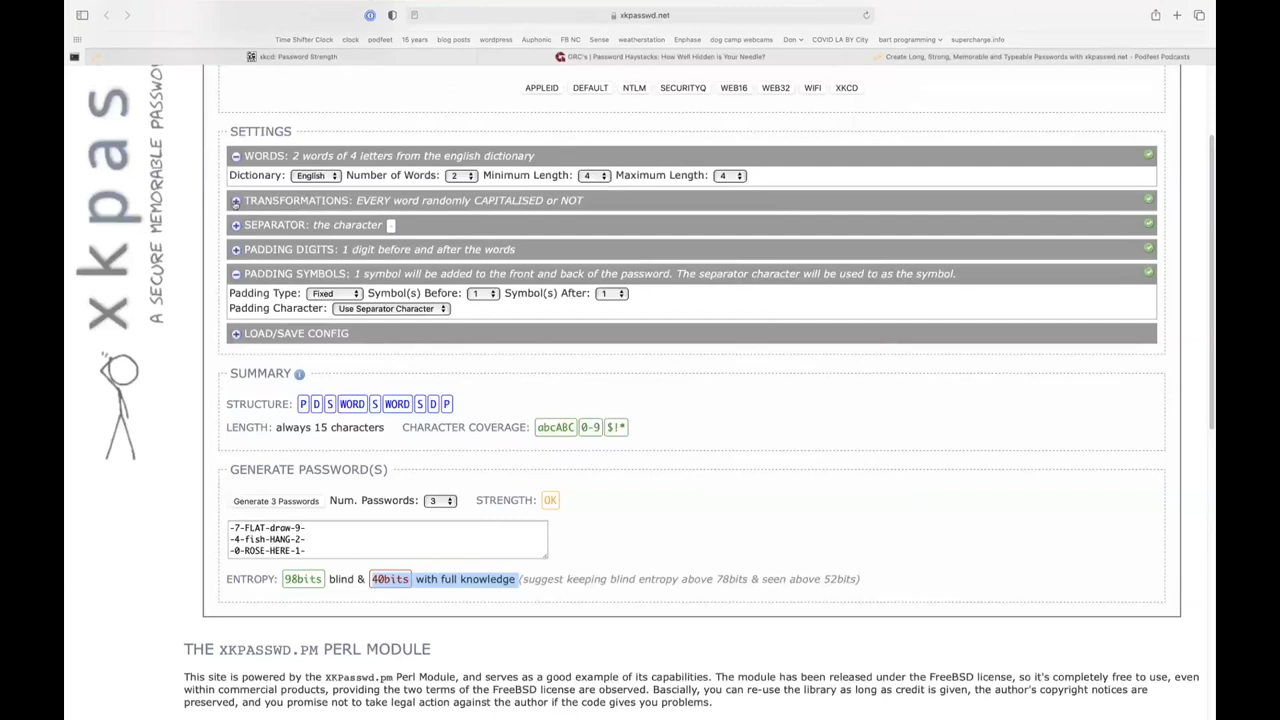 xkpasswd.net
Time Shifter Clock clock podfeet 15 years blog posts wordpress Auphonic FB NC Sense weatherstation Enphase dog camp webcams Don COVID LA BY City bart programming supercharge.info
xkcd: Password Strength GRC's | Password Haystacks: How Well Hidden is Your Needle? Create Long, Strong, Memorable and Typeable Passwords with xkpasswd.net - Podfeet Podcasts
xkpas
A SECURE MEMORABLE PASSWO
APPLEID DEFAULT NTLM SECURITYQ WEB16 WEB32 WIFI XKCD
SETTINGS
WORDS: 2 words of 4 letters from the english dictionary
Dictionary: English Number of Words: 2 Minimum Length: 4 Maximum Length: 4
TRANSFORMATIONS: EVERY word randomly CAPITALISED or NOT
SEPARATOR: the character -
PADDING DIGITS: 1 digit before and after the words
PADDING SYMBOLS: 1 symbol will be added to the front and back of the password. The separator character will be used to as the symbol.
Padding Type: Fixed Symbol(s) Before: 1 Symbol(s) After: 1
Padding Character: Use Separator Character
LOAD/SAVE CONFIG
SUMMARY
STRUCTURE: P D S WORD S WORD S D P
LENGTH: always 15 characters CHARACTER COVERAGE: abcABC 0-9 $!*
GENERATE PASSWORD(S)
Generate 3 Passwords Num. Passwords: 3 STRENGTH: OK
-7-FLAT-draw-9-
-4-fish-HANG-2-
-0-ROSE-HERE-1-
ENTROPY: 98bits blind & 40bits with full knowledge (suggest keeping blind entropy above 78bits & seen above 52bits)
THE XKPASSWD.PM PERL MODULE
This site is powered by the XKPasswd.pm Perl Module, and serves as a good example of its capabilities. The module has been released under the FreeBSD license, so it's completely free to use, even
within commercial products, providing the two terms of the FreeBSD license are observed. Bascially, you can re-use the library as long as credit is given, the author's copyright notices are
preserved, and you promise not to take legal action against the author if the code gives you problems.